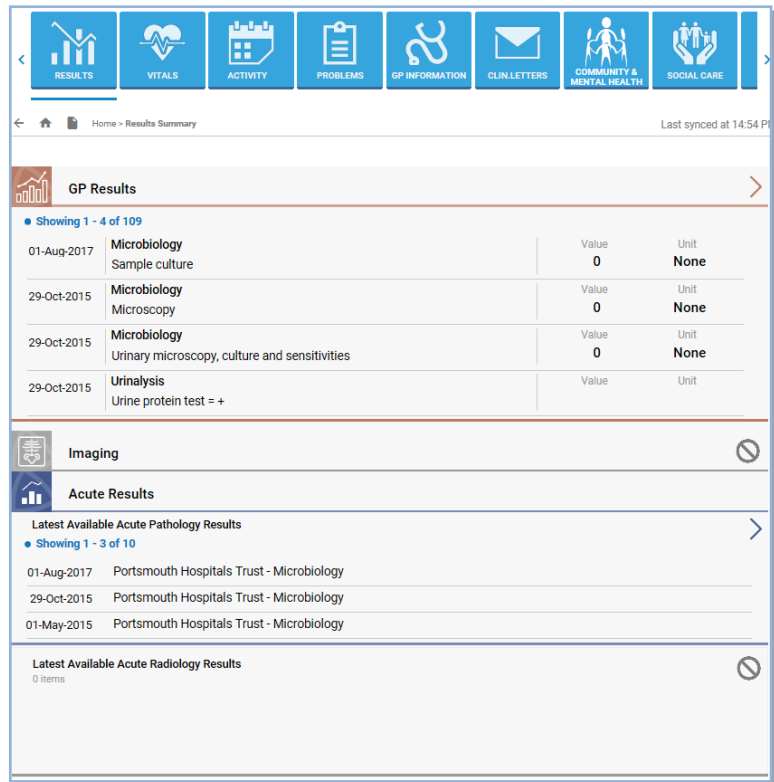 RESULTS
VITALS
ACTIVITY
PROBLEMS
GP INFORMATION
CLIN.LETTERS
COMMUNITY &
MENTAL HEALTH
SOCIAL CARE
Home > Results Summary
Last synced at 14:54
GP Results
Showing 1 - 4 of 109
01-Aug-2017 Microbiology Value Unit
Sample culture 0 None
29-Oct-2015 Microbiology Value Unit
Microscopy 0 None
29-Oct-2015 Microbiology Value Unit
Urinary microscopy, culture and sensitivities 0 None
29-Oct-2015 Urinalysis Value Unit
Urine protein test = +
Imaging
Acute Results
Latest Available Acute Pathology Results
Showing 1 - 3 of 10
01-Aug-2017 Portsmouth Hospitals Trust - Microbiology
29-Oct-2015 Portsmouth Hospitals Trust - Microbiology
01-May-2015 Portsmouth Hospitals Trust - Microbiology
Latest Available Acute Radiology Results
0 items